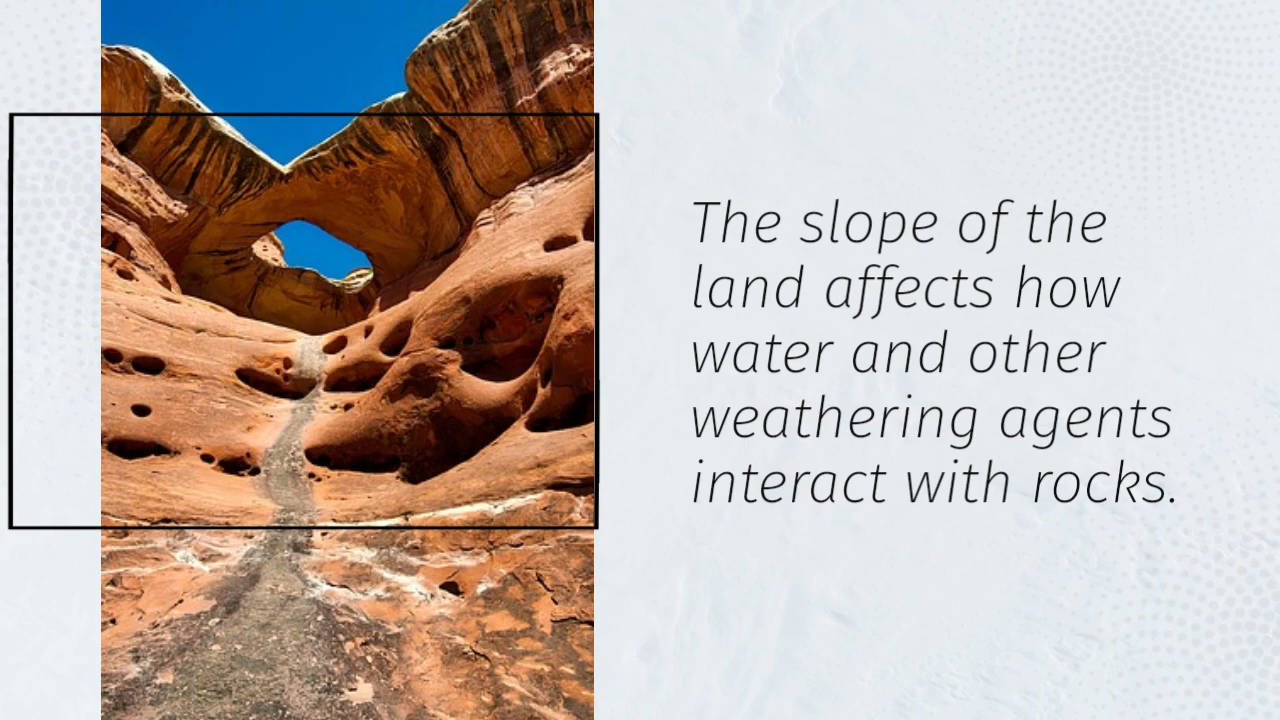 The slope of the
land affects how
water and other
weathering agents
interact with rocks.